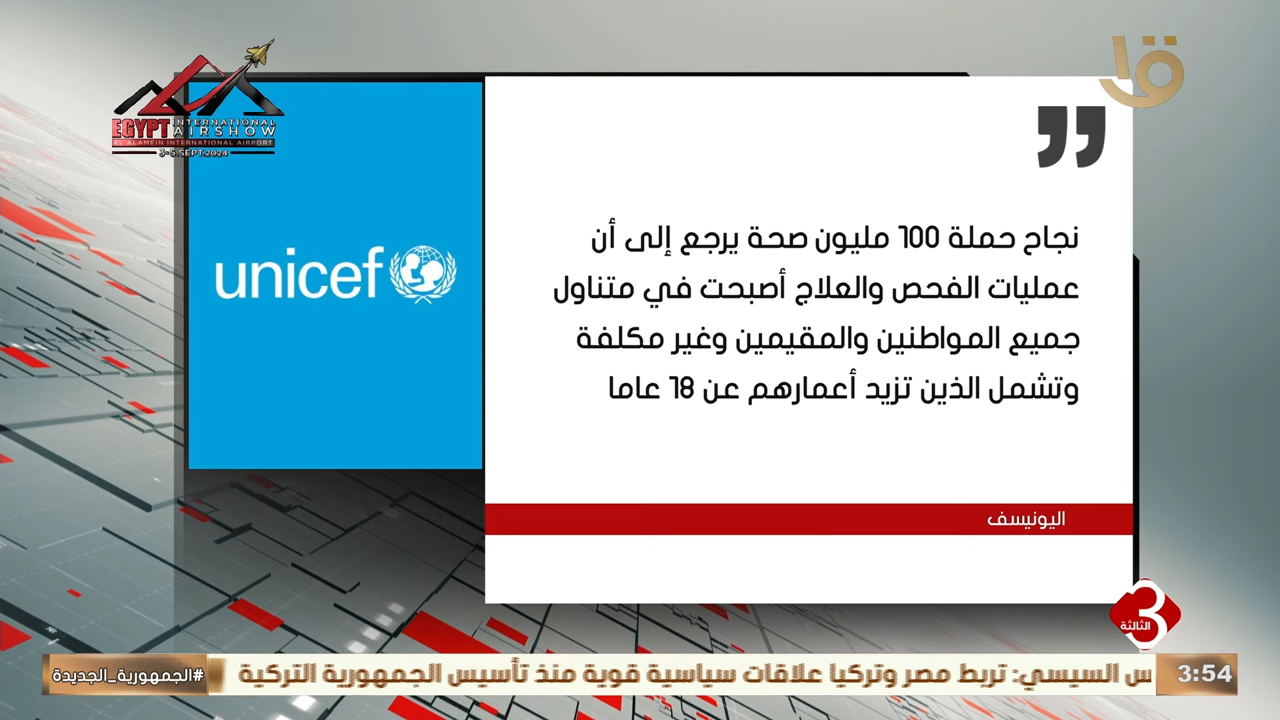 EGYPT INTERNATIONAL AIRSHOW
EL ALAMEIN INTERNATIONAL AIRPORT
3-5.SEPT.2024
unicef
نجاح حملة 100 مليون صحة يرجع إلى أن
عمليات الفحص والعلاج أصبحت في متناول
جميع المواطنين والمقيمين وغير مكلفة
وتشمل الذين تزيد أعمارهم عن 18 عاما
اليونيسف
3
الثالثة
3:54
س السيسي: تربط مصر وتركيا علاقات سياسية قوية منذ تأسيس الجمهورية التركية
#الجمهورية_الجديدة